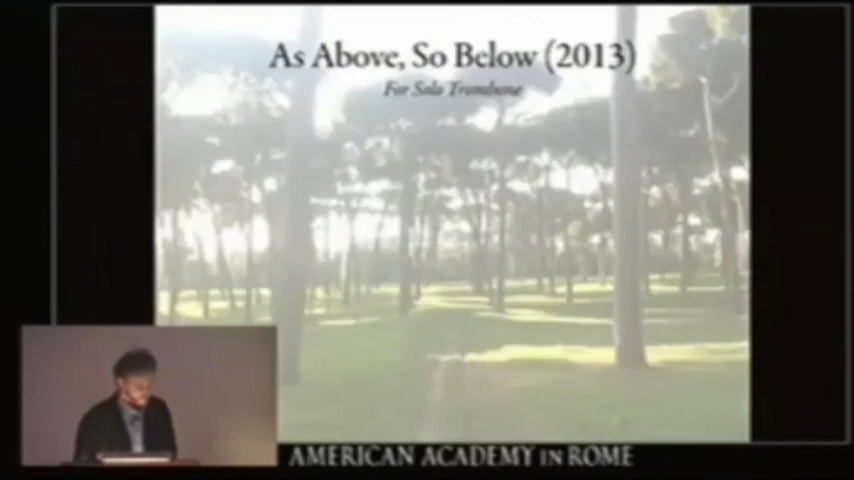 As Above, So Below (2013)
For Solo Trombone
AMERICAN ACADEMY IN ROME